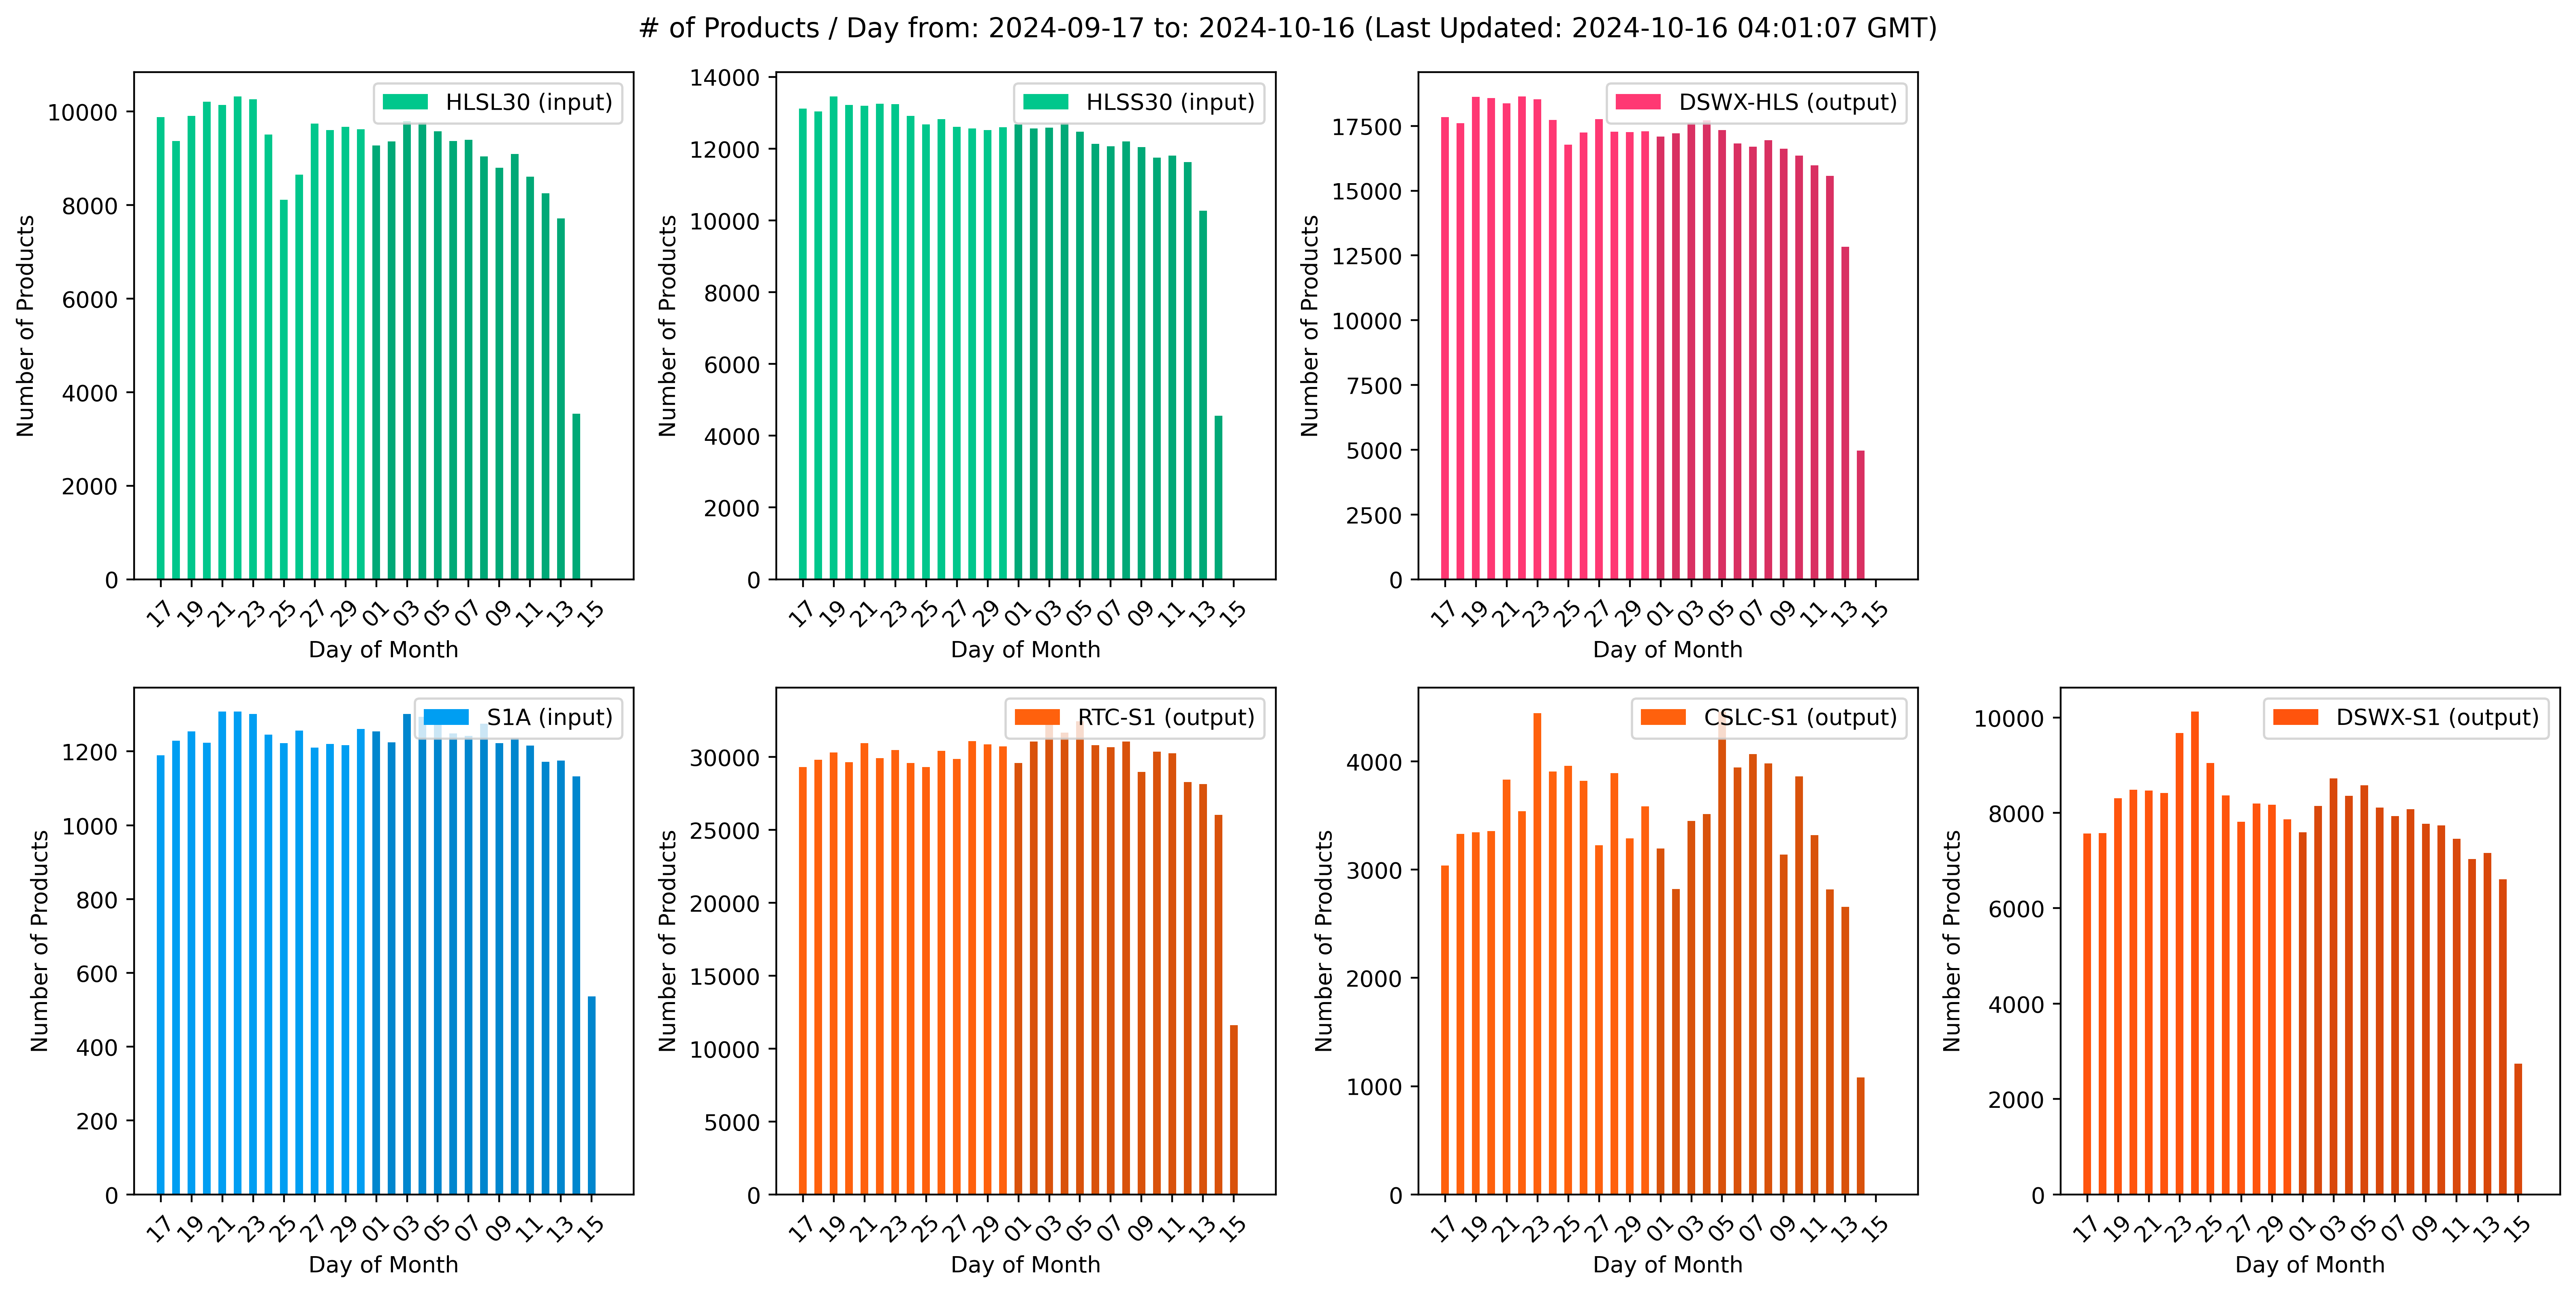 # of Products / Day from: 2024-09-17 to: 2024-10-16 (Last Updated: 2024-10-16 04:01:07 GMT)
HLSL30 (input)
Number of Products
10000
8000
6000
4000
2000
0
17 19 21 23 25 27 29 01 03 05 07 09 11 13 15
Day of Month
HLSS30 (input)
Number of Products
14000
12000
10000
8000
6000
4000
2000
0
17 19 21 23 25 27 29 01 03 05 07 09 11 13 15
Day of Month
DSWX-HLS (output)
Number of Products
17500
15000
12500
10000
7500
5000
2500
0
17 19 21 23 25 27 29 01 03 05 07 09 11 13 15
Day of Month
S1A (input)
Number of Products
1200
1000
800
600
400
200
0
17 19 21 23 25 27 29 01 03 05 07 09 11 13 15
Day of Month
RTC-S1 (output)
Number of Products
30000
25000
20000
15000
10000
5000
0
17 19 21 23 25 27 29 01 03 05 07 09 11 13 15
Day of Month
CSLC-S1 (output)
Number of Products
4000
3000
2000
1000
0
17 19 21 23 25 27 29 01 03 05 07 09 11 13 15
Day of Month
DSWX-S1 (output)
Number of Products
10000
8000
6000
4000
2000
0
17 19 21 23 25 27 29 01 03 05 07 09 11 13 15
Day of Month